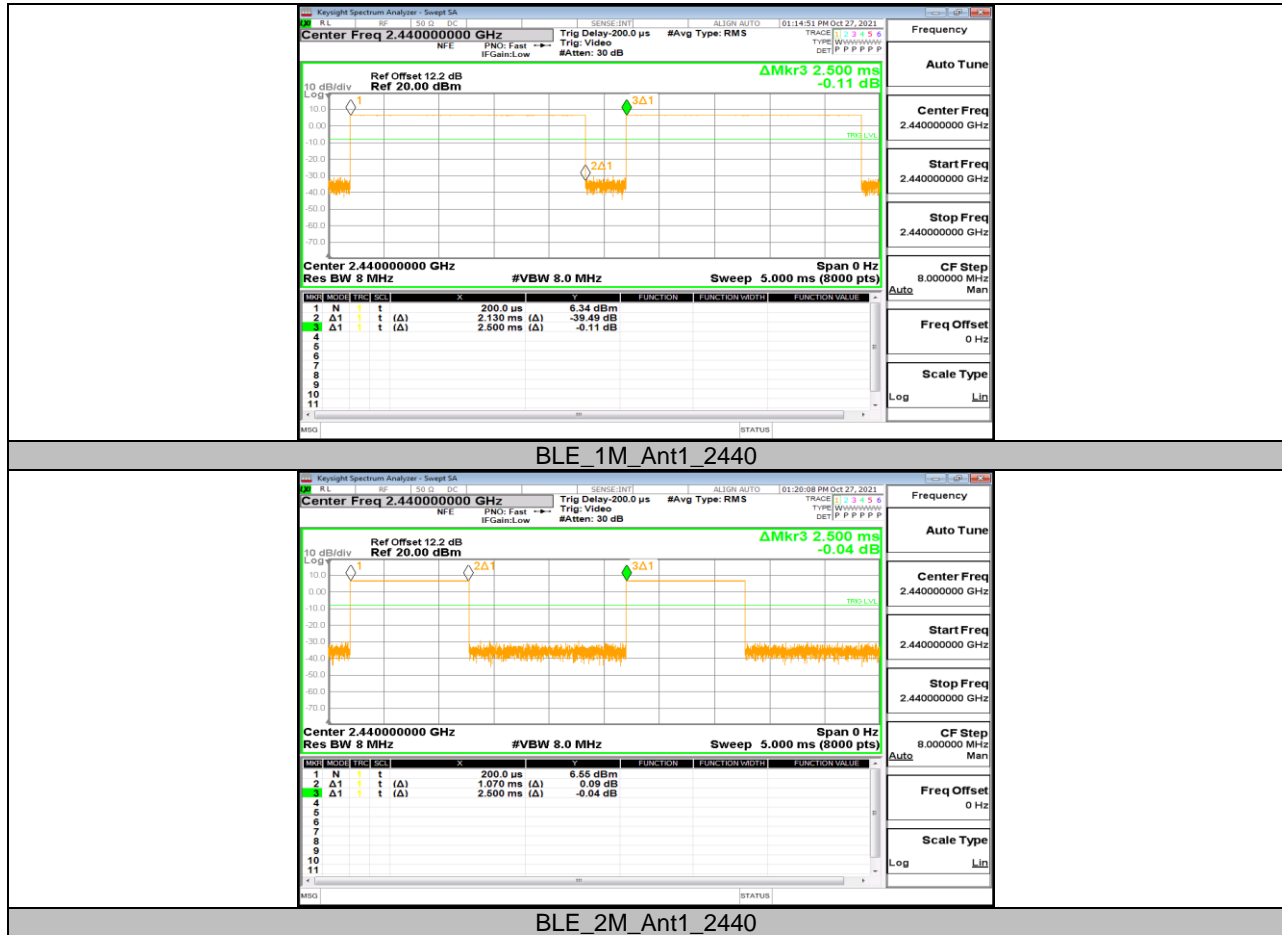 Keysight Spectrum Analyzer - Swept SA
RL RF 50 Ω DC SENSE:INT ALIGN AUTO 01:14:51 PM Oct 27, 2021
Center Freq 2.440000000 GHz Trig Delay-200.0 µs #Avg Type: RMS TRACE 1 2 3 4 5 6
NFE PNO: Fast Trig: Video TYPE WWWWWW
IFGain:Low #Atten: 30 dB DET P P P P P P
Frequency
Auto Tune
Ref Offset 12.2 dB ΔMkr3 2.500 ms
10 dB/div Ref 20.00 dBm -0.11 dB
Log
1 3Δ1
10.0
0.00
TRIG LVL
-10.0
-20.0
2Δ1
-30.0
-40.0
-50.0
-60.0
-70.0
Center Freq
2.440000000 GHz
Start Freq
2.440000000 GHz
Stop Freq
2.440000000 GHz
Center 2.440000000 GHz Span 0 Hz
Res BW 8 MHz #VBW 8.0 MHz Sweep 5.000 ms (8000 pts)
CF Step
8.000000 MHz
Auto Man
MKR MODE TRC SCL X Y FUNCTION FUNCTION WIDTH FUNCTION VALUE
1 N 1 t 200.0 µs 6.34 dBm
2 Δ1 1 t (Δ) 2.130 ms (Δ) -39.49 dB
3 Δ1 1 t (Δ) 2.500 ms (Δ) -0.11 dB
4
5
6
7
8
9
10
11
Freq Offset
0 Hz
Scale Type
Log Lin
MSG STATUS
BLE_1M_Ant1_2440
Keysight Spectrum Analyzer - Swept SA
RL RF 50 Ω DC SENSE:INT ALIGN AUTO 01:20:08 PM Oct 27, 2021
Center Freq 2.440000000 GHz Trig Delay-200.0 µs #Avg Type: RMS TRACE 1 2 3 4 5 6
NFE PNO: Fast Trig: Video TYPE WWWWWW
IFGain:Low #Atten: 30 dB DET P P P P P P
Frequency
Auto Tune
Ref Offset 12.2 dB ΔMkr3 2.500 ms
10 dB/div Ref 20.00 dBm -0.04 dB
Log
1 2Δ1 3Δ1
10.0
0.00
TRIG LVL
-10.0
-20.0
-30.0
-40.0
-50.0
-60.0
-70.0
Center Freq
2.440000000 GHz
Start Freq
2.440000000 GHz
Stop Freq
2.440000000 GHz
Center 2.440000000 GHz Span 0 Hz
Res BW 8 MHz #VBW 8.0 MHz Sweep 5.000 ms (8000 pts)
CF Step
8.000000 MHz
Auto Man
MKR MODE TRC SCL X Y FUNCTION FUNCTION WIDTH FUNCTION VALUE
1 N 1 t 200.0 µs 6.55 dBm
2 Δ1 1 t (Δ) 1.070 ms (Δ) 0.09 dB
3 Δ1 1 t (Δ) 2.500 ms (Δ) -0.04 dB
4
5
6
7
8
9
10
11
Freq Offset
0 Hz
Scale Type
Log Lin
MSG STATUS
BLE_2M_Ant1_2440